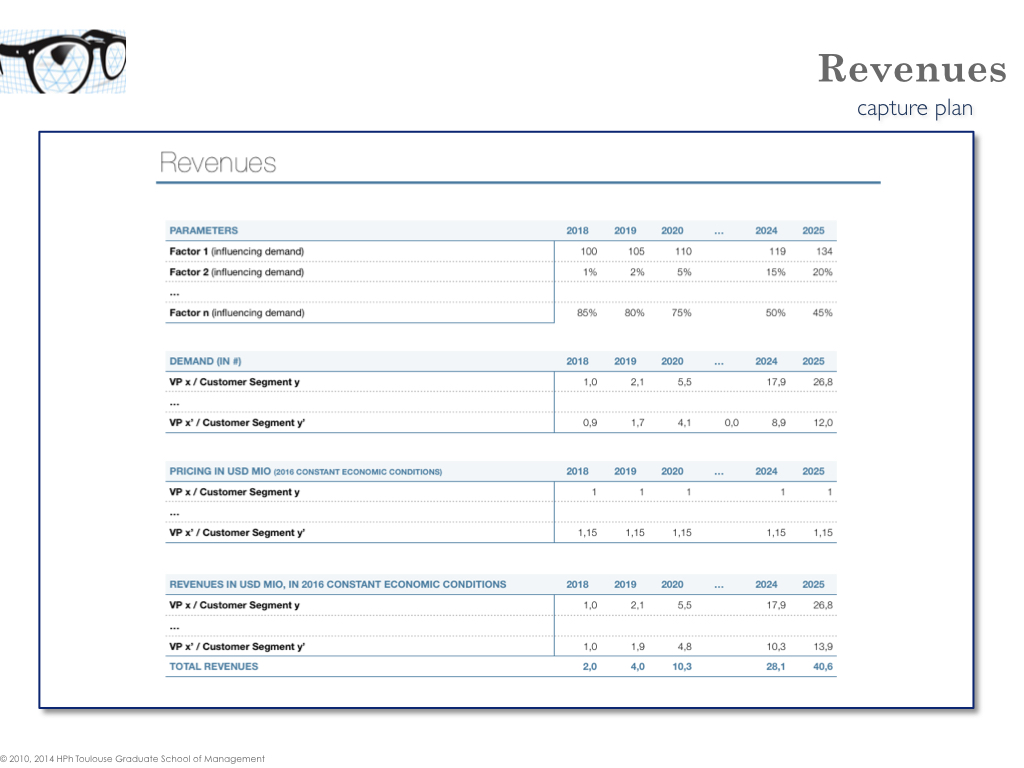 Revenues
capture plan
Revenues
PARAMETERS 2018 2019 2020 ... 2024 2025
Factor 1 (influencing demand) 100 105 110 119 134
Factor 2 (influencing demand) 1% 2% 5% 15% 20%
...
Factor n (influencing demand) 85% 80% 75% 50% 45%
DEMAND (IN #) 2018 2019 2020 ... 2024 2025
VP x / Customer Segment y 1,0 2,1 5,5 17,9 26,8
...
VP x' / Customer Segment y' 0,9 1,7 4,1 0,0 8,9 12,0
PRICING IN USD MIO (2016 CONSTANT ECONOMIC CONDITIONS) 2018 2019 2020 ... 2024 2025
VP x / Customer Segment y 1 1 1 1 1
...
VP x' / Customer Segment y' 1,15 1,15 1,15 1,15 1,15
REVENUES IN USD MIO, IN 2016 CONSTANT ECONOMIC CONDITIONS 2018 2019 2020 ... 2024 2025
VP x / Customer Segment y 1,0 2,1 5,5 17,9 26,8
...
VP x' / Customer Segment y' 1,0 1,9 4,8 10,3 13,9
TOTAL REVENUES 2,0 4,0 10,3 28,1 40,6
© 2010, 2014 HPh Toulouse Graduate School of Management